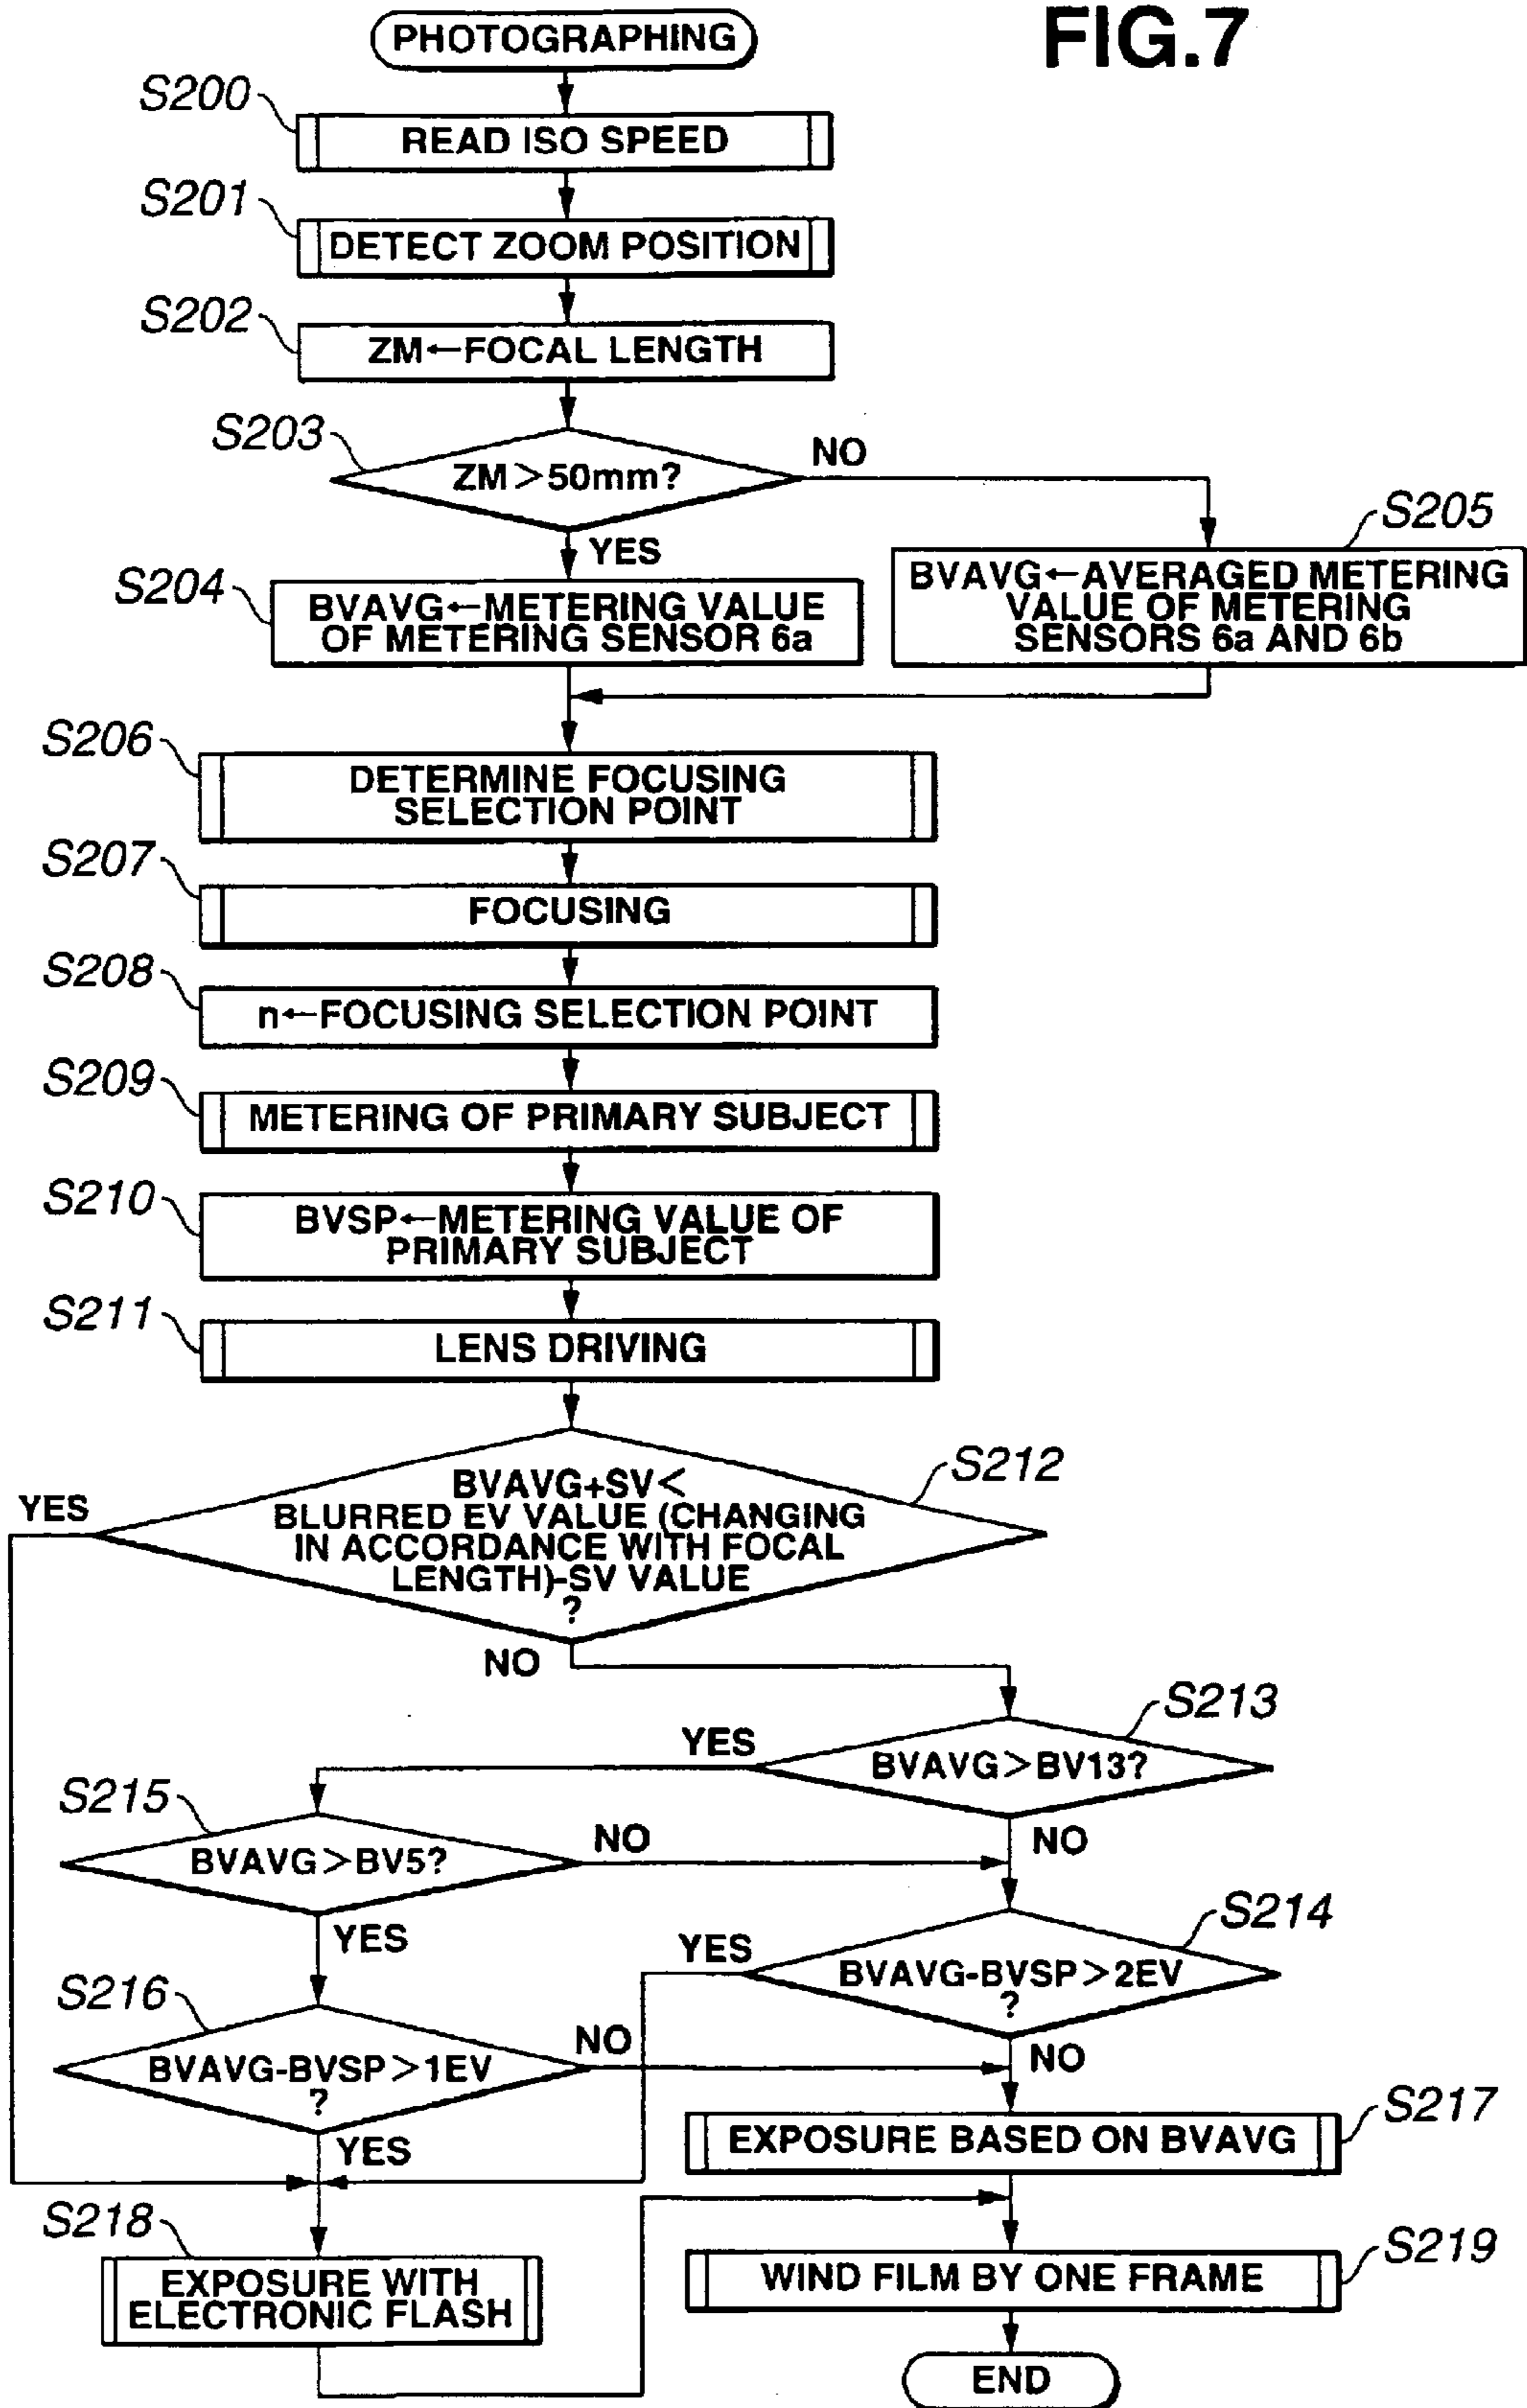 FIG.7
PHOTOGRAPHING
S200
READ ISO SPEED
S201
DETECT ZOOM POSITION
S202
ZM←FOCAL LENGTH
S203
ZM>50mm?
NO
YES
S204
BVAVG←METERING VALUE
OF METERING SENSOR 6a
S205
BVAVG←AVERAGED METERING
VALUE OF METERING
SENSORS 6a AND 6b
S206
DETERMINE FOCUSING
SELECTION POINT
S207
FOCUSING
S208
n←FOCUSING SELECTION POINT
S209
METERING OF PRIMARY SUBJECT
S210
BVSP←METERING VALUE OF
PRIMARY SUBJECT
S211
LENS DRIVING
S212
BVAVG+SV<
BLURRED EV VALUE (CHANGING
IN ACCORDANCE WITH FOCAL
LENGTH)-SV VALUE
?
YES
NO
S213
BVAVG>BV13?
YES
NO
S215
BVAVG>BV5?
NO
YES
S214
BVAVG-BVSP>2EV
?
YES
NO
S216
BVAVG-BVSP>1EV
?
NO
YES
S217
EXPOSURE BASED ON BVAVG
S218
EXPOSURE WITH
ELECTRONIC FLASH
S219
WIND FILM BY ONE FRAME
END